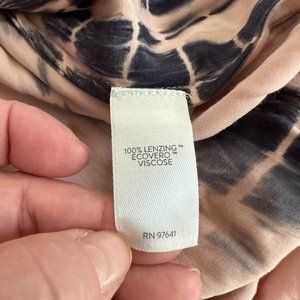 100% LENZING™
ECOVERO™
VISCOSE
RN 97641